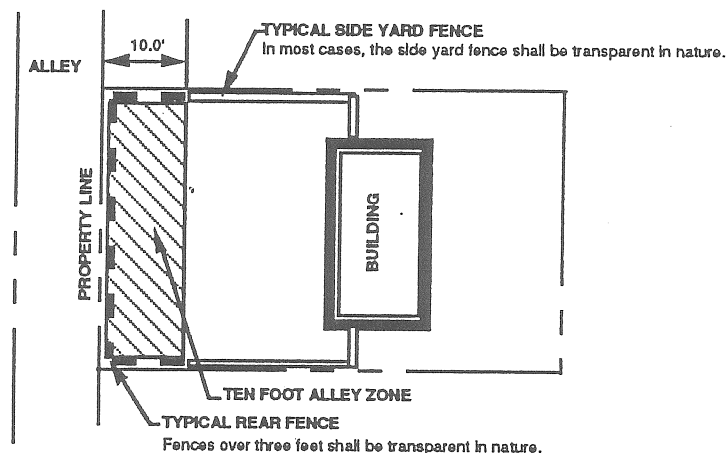 TYPICAL SIDE YARD FENCE
In most cases, the side yard fence shall be transparent in nature.
10.0'
ALLEY
PROPERTY LINE
BUILDING
TEN FOOT ALLEY ZONE
TYPICAL REAR FENCE
Fences over three feet shall be transparent in nature.